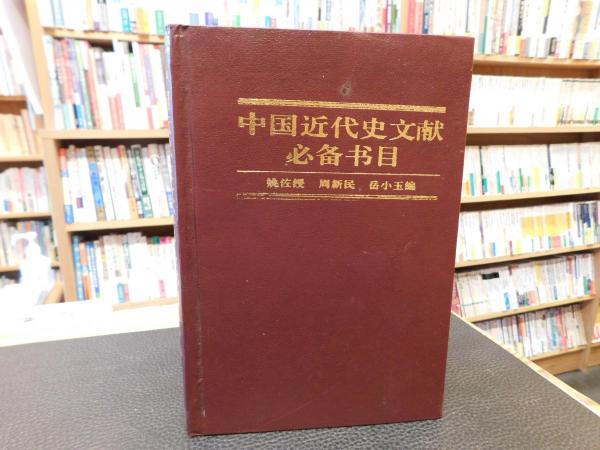 中国近代史文献
必备书目
姚佐绶 周新民 岳小玉编